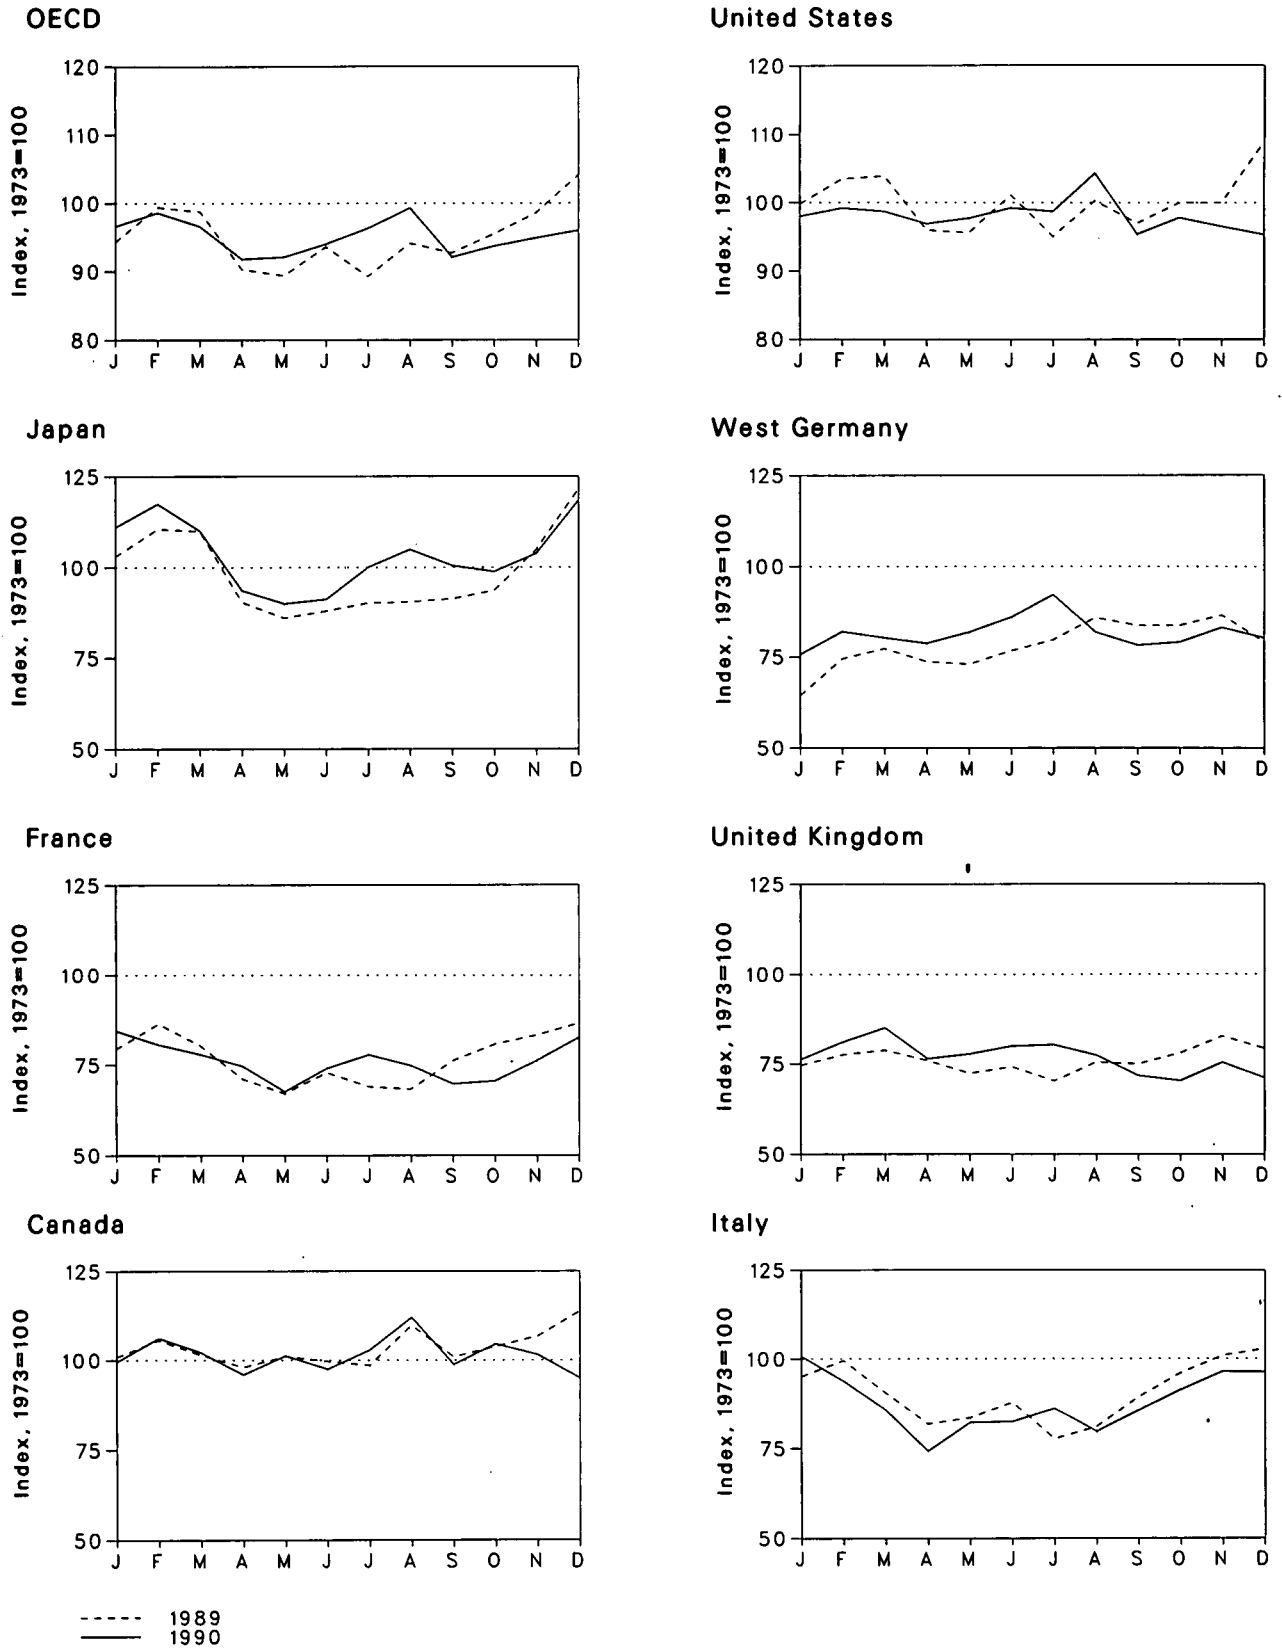 OECD
Index, 1973=100
120
110
100
90
80
J F M A M J J A S O N D
United States
Index, 1973=100
120
110
100
90
80
J F M A M J J A S O N D
Japan
Index, 1973=100
125
100
75
50
J F M A M J J A S O N D
West Germany
Index, 1973=100
125
100
75
50
J F M A M J J A S O N D
France
Index, 1973=100
125
100
75
50
J F M A M J J A S O N D
United Kingdom
Index, 1973=100
125
100
75
50
J F M A M J J A S O N D
Canada
Index, 1973=100
125
100
75
50
J F M A M J J A S O N D
Italy
Index, 1973=100
125
100
75
50
J F M A M J J A S O N D
1989
1990